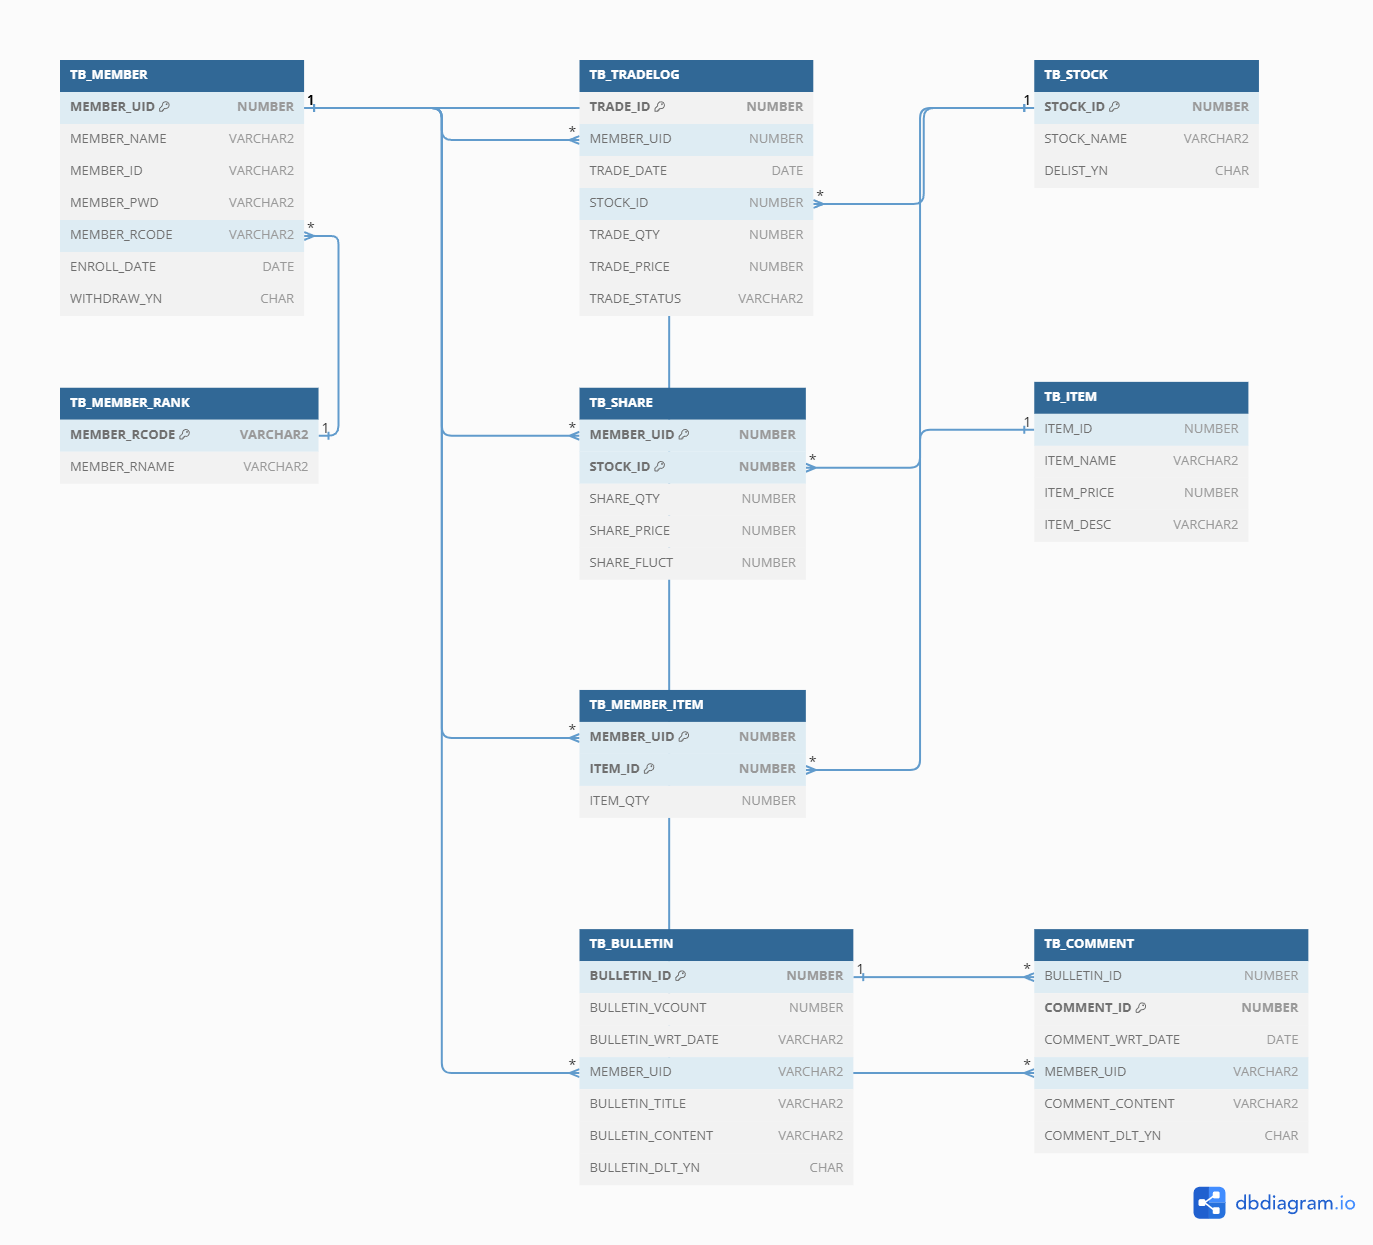 TB_MEMBER
MEMBER_UID NUMBER
MEMBER_NAME VARCHAR2
MEMBER_ID VARCHAR2
MEMBER_PWD VARCHAR2
MEMBER_RCODE VARCHAR2
ENROLL_DATE DATE
WITHDRAW_YN CHAR
1
*
TB_MEMBER_RANK
MEMBER_RCODE VARCHAR2
MEMBER_RNAME VARCHAR2
1
TB_TRADELOG
TRADE_ID NUMBER
* MEMBER_UID NUMBER
TRADE_DATE DATE
STOCK_ID NUMBER *
TRADE_QTY NUMBER
TRADE_PRICE NUMBER
TRADE_STATUS VARCHAR2
TB_SHARE
* MEMBER_UID NUMBER
STOCK_ID NUMBER *
SHARE_QTY NUMBER
SHARE_PRICE NUMBER
SHARE_FLUCT NUMBER
TB_MEMBER_ITEM
* MEMBER_UID NUMBER
ITEM_ID NUMBER *
ITEM_QTY NUMBER
TB_BULLETIN
BULLETIN_ID NUMBER 1
BULLETIN_VCOUNT NUMBER
BULLETIN_WRT_DATE VARCHAR2
* MEMBER_UID VARCHAR2
BULLETIN_TITLE VARCHAR2
BULLETIN_CONTENT VARCHAR2
BULLETIN_DLT_YN CHAR
TB_STOCK
1 STOCK_ID NUMBER
STOCK_NAME VARCHAR2
DELIST_YN CHAR
TB_ITEM
1 ITEM_ID NUMBER
ITEM_NAME VARCHAR2
ITEM_PRICE NUMBER
ITEM_DESC VARCHAR2
TB_COMMENT
* BULLETIN_ID NUMBER
COMMENT_ID NUMBER
COMMENT_WRT_DATE DATE
* MEMBER_UID VARCHAR2
COMMENT_CONTENT VARCHAR2
COMMENT_DLT_YN CHAR
dbdiagram.io